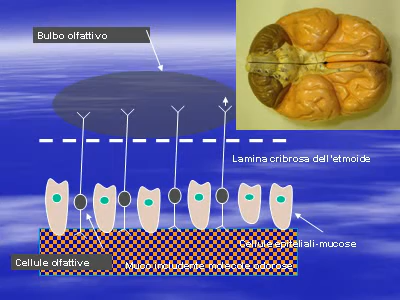 Bulbo olfattivo
Lamina cribrosa dell'etmoide
Cellule epiteliali-mucose
Cellule olfattive
Muco includente molecole odorose